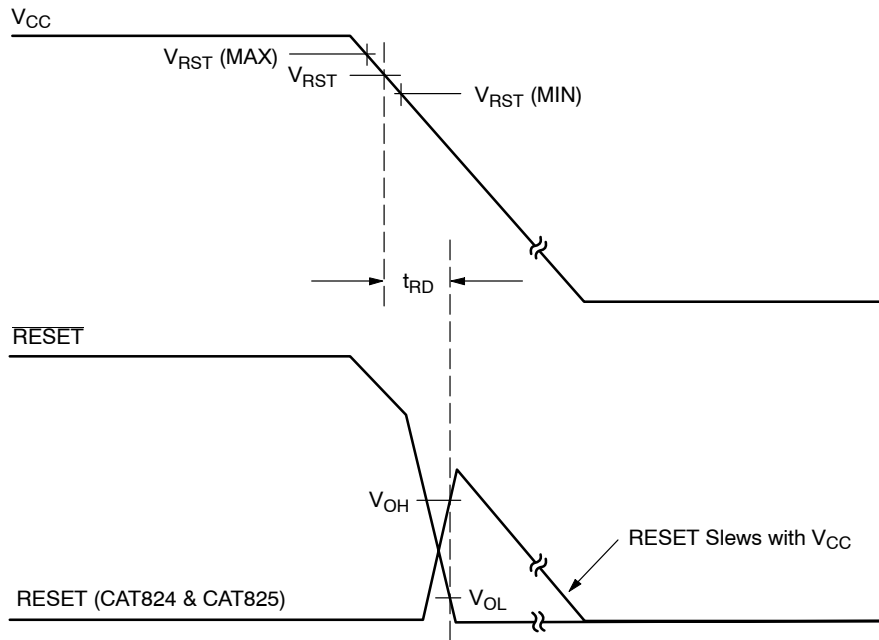 VCC
VRST (MAX)
VRST
VRST (MIN)
tRD
RESET
VOH
RESET Slews with VCC
RESET (CAT824 & CAT825)
VOL